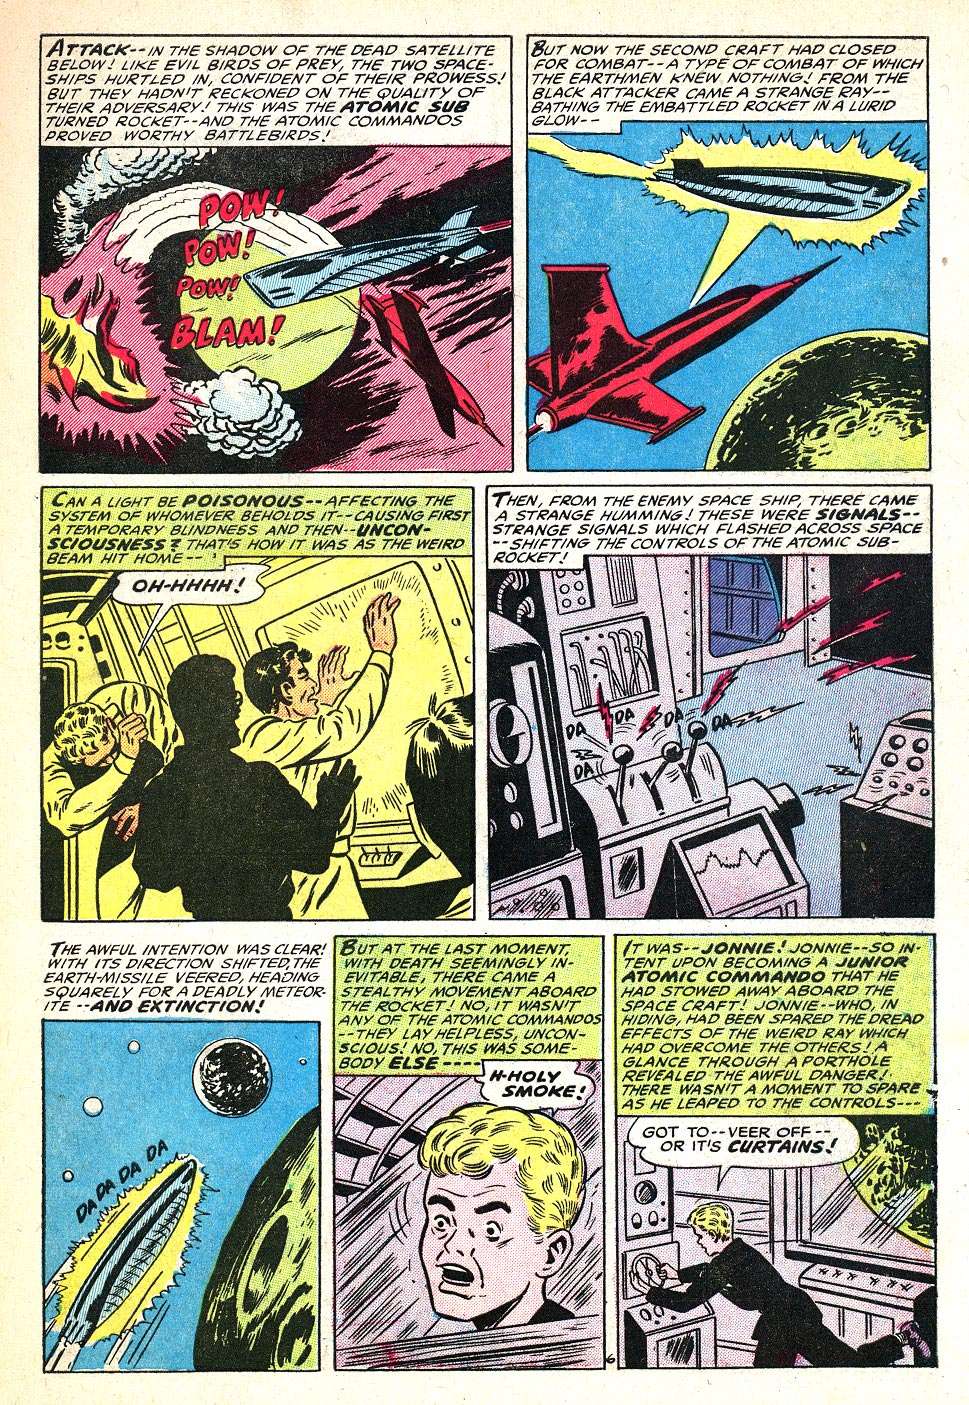 ATTACK--IN THE SHADOW OF THE DEAD SATELLITE
BELOW! LIKE EVIL BIRDS OF PREY, THE TWO SPACE-
SHIPS HURTLED IN, CONFIDENT OF THEIR PROWESS!
BUT THEY HADN'T RECKONED ON THE QUALITY OF
THEIR ADVERSARY! THIS WAS THE ATOMIC SUB
TURNED ROCKET--AND THE ATOMIC COMMANDOS
PROVED WORTHY BATTLEBIRDS!
POW!
POW!
POW!
BLAM!
BUT NOW THE SECOND CRAFT HAD CLOSED
FOR COMBAT--A TYPE OF COMBAT OF WHICH
THE EARTHMEN KNEW NOTHING! FROM THE
BLACK ATTACKER CAME A STRANGE RAY--
BATHING THE EMBATTLED ROCKET IN A LURID
GLOW--
CAN A LIGHT BE POISONOUS--AFFECTING THE
SYSTEM OF WHOMEVER BEHOLDS IT--CAUSING FIRST
A TEMPORARY BLINDNESS AND THEN--UNCON-
SCIOUSNESS? THAT'S HOW IT WAS AS THE WEIRD
BEAM HIT HOME--
OH-HHHH!
THEN, FROM THE ENEMY SPACE SHIP, THERE CAME
A STRANGE HUMMING! THESE WERE SIGNALS--
STRANGE SIGNALS WHICH FLASHED ACROSS SPACE
--SHIFTING THE CONTROLS OF THE ATOMIC SUB-
ROCKET!
DA DA DA DA
DA
THE AWFUL INTENTION WAS CLEAR!
WITH ITS DIRECTION SHIFTED, THE
EARTH-MISSILE VEERED, HEADING
SQUARELY FOR A DEADLY METEOR-
ITE--AND EXTINCTION!
DA DA DA DA
BUT AT THE LAST MOMENT,
WITH DEATH SEEMINGLY IN-
EVITABLE, THERE CAME A
STEALTHY MOVEMENT ABOARD
THE ROCKET! NO, IT WASN'T
ANY OF THE ATOMIC COMMANDOS
--THEY LAY HELPLESS, UNCON-
SCIOUS! NO, THIS WAS SOME-
BODY ELSE----
H-HOLY
SMOKE!
IT WAS--JONNIE! JONNIE--SO IN-
TENT UPON BECOMING A JUNIOR
ATOMIC COMMANDO THAT HE
HAD STOWED AWAY ABOARD THE
SPACE CRAFT! JONNIE--WHO, IN
HIDING, HAD BEEN SPARED THE DREAD
EFFECTS OF THE WEIRD RAY WHICH
HAD OVERCOME THE OTHERS! A
GLANCE THROUGH A PORTHOLE
REVEALED THE AWFUL DANGER!
THERE WASN'T A MOMENT TO SPARE
AS HE LEAPED TO THE CONTROLS---
GOT TO--VEER OFF--
OR IT'S CURTAINS!
6